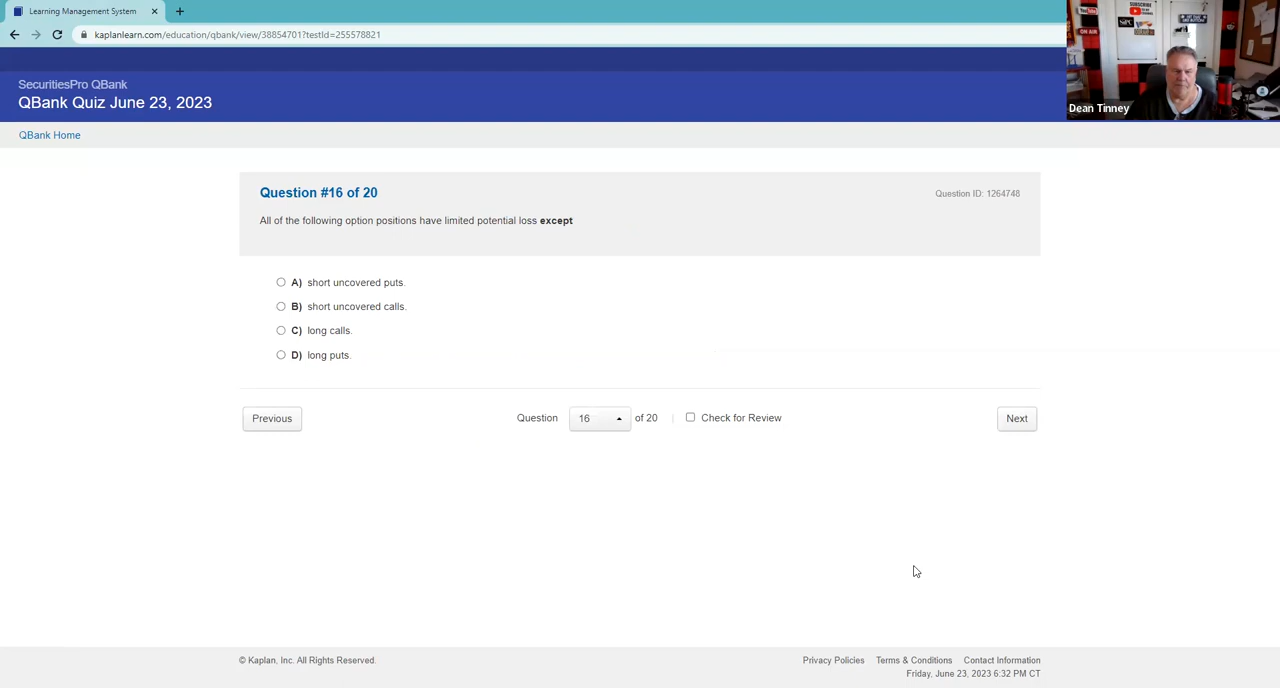 Learning Management System
kaplanlearn.com/education/qbank/view/38854701?testId=255578821
SUBSCRIBE
ON AIR
SIPC
Dean Tinney
SecuritiesPro QBank
QBank Quiz June 23, 2023
QBank Home
Question #16 of 20
Question ID: 1264748
All of the following option positions have limited potential loss except
A) short uncovered puts.
B) short uncovered calls.
C) long calls.
D) long puts.
Previous
Question 16 of 20 | Check for Review
Next
© Kaplan, Inc. All Rights Reserved.
Privacy Policies Terms & Conditions Contact Information
Friday, June 23, 2023 6:32 PM CT